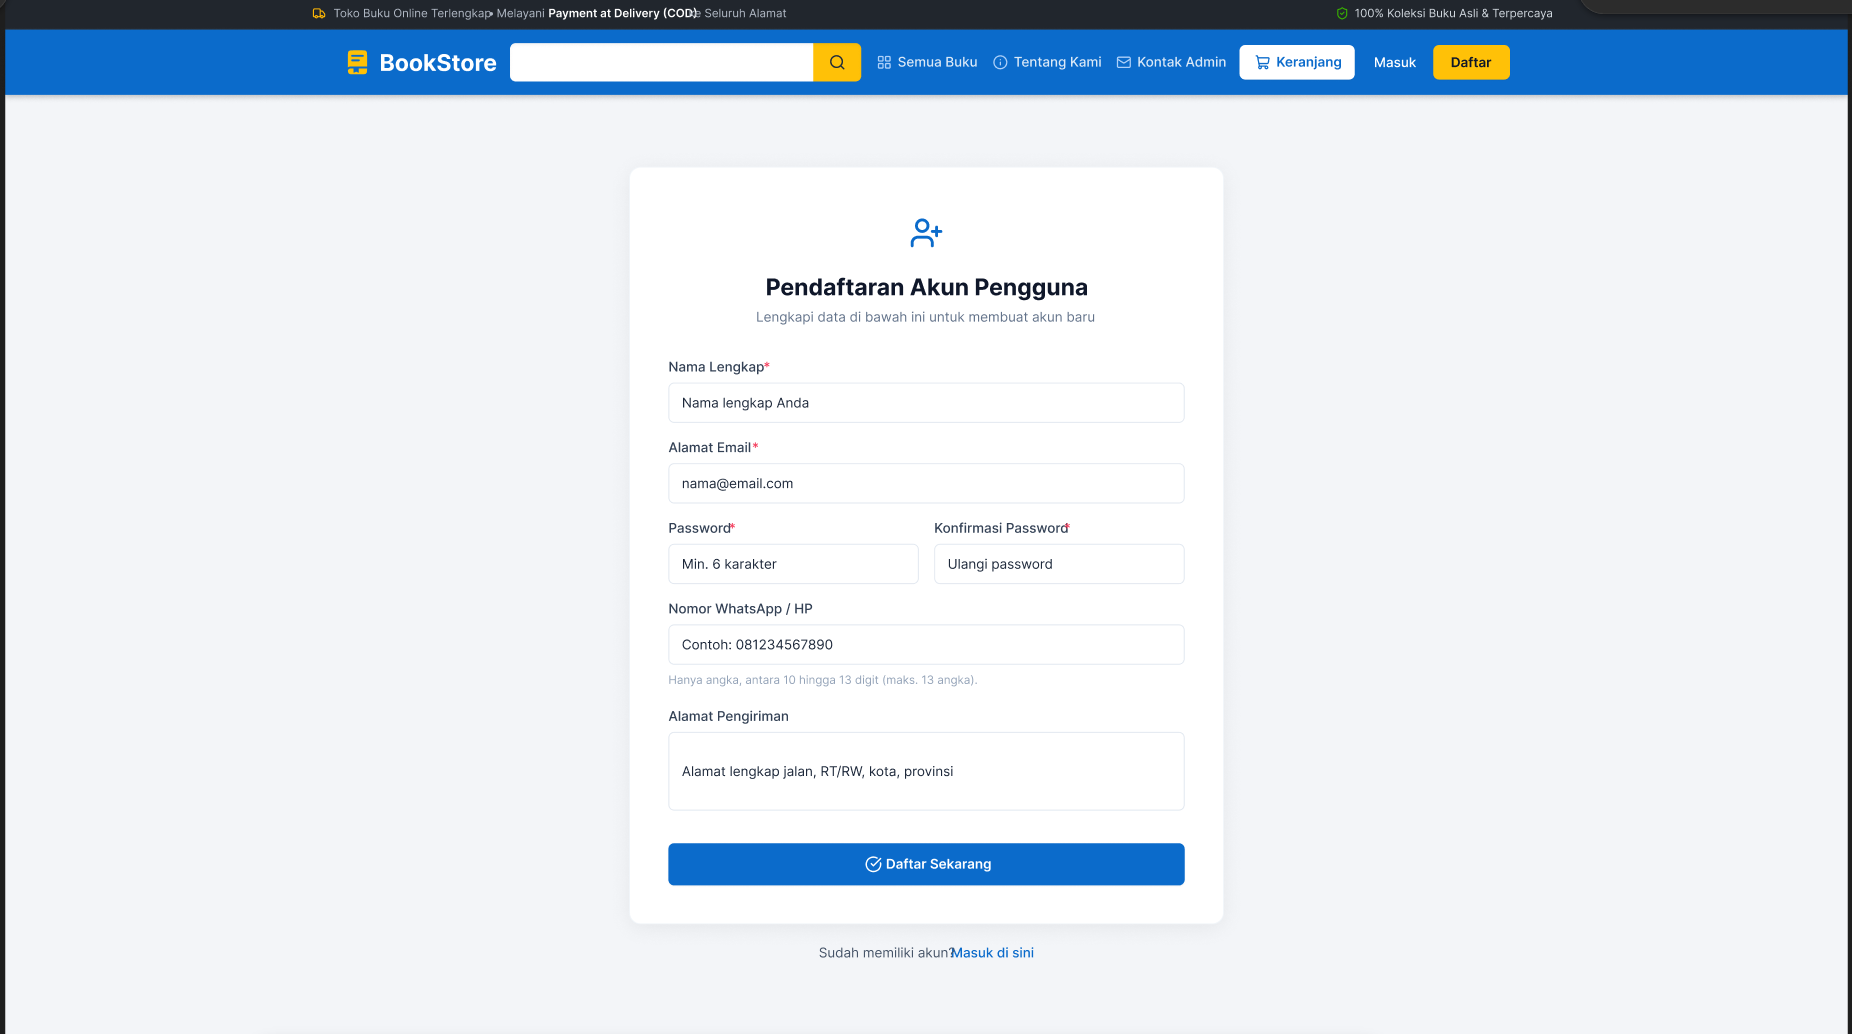 Toko Buku Online Terlengkap• Melayani Payment at Delivery (COD)ke Seluruh Alamat
100% Koleksi Buku Asli & Terpercaya
BookStore
Semua Buku
Tentang Kami
Kontak Admin
Keranjang
Masuk
Daftar
Pendaftaran Akun Pengguna
Lengkapi data di bawah ini untuk membuat akun baru
Nama Lengkap*
Nama lengkap Anda
Alamat Email*
nama@email.com
Password*
Konfirmasi Password*
Min. 6 karakter
Ulangi password
Nomor WhatsApp / HP
Contoh: 081234567890
Hanya angka, antara 10 hingga 13 digit (maks. 13 angka).
Alamat Pengiriman
Alamat lengkap jalan, RT/RW, kota, provinsi
Daftar Sekarang
Sudah memiliki akun?Masuk di sini